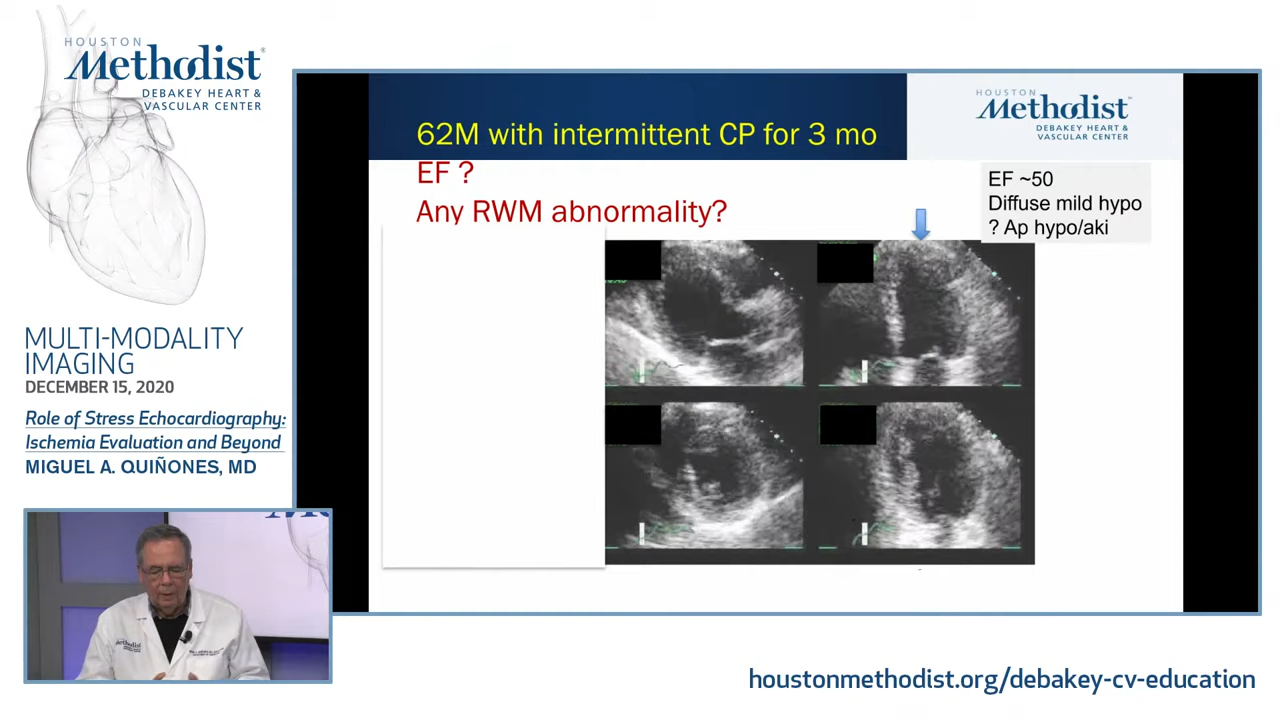 HOUSTON
Methodist
DEBAKEY HEART &
VASCULAR CENTER
MULTI-MODALITY
IMAGING
DECEMBER 15, 2020
Role of Stress Echocardiography:
Ischemia Evaluation and Beyond
MIGUEL A. QUIÑONES, MD
62M with intermittent CP for 3 mo
EF ?
Any RWM abnormality?
HOUSTON
Methodist
DEBAKEY HEART &
VASCULAR CENTER
EF ~50
Diffuse mild hypo
? Ap hypo/aki
Methodist
houstonmethodist.org/debakey-cv-education